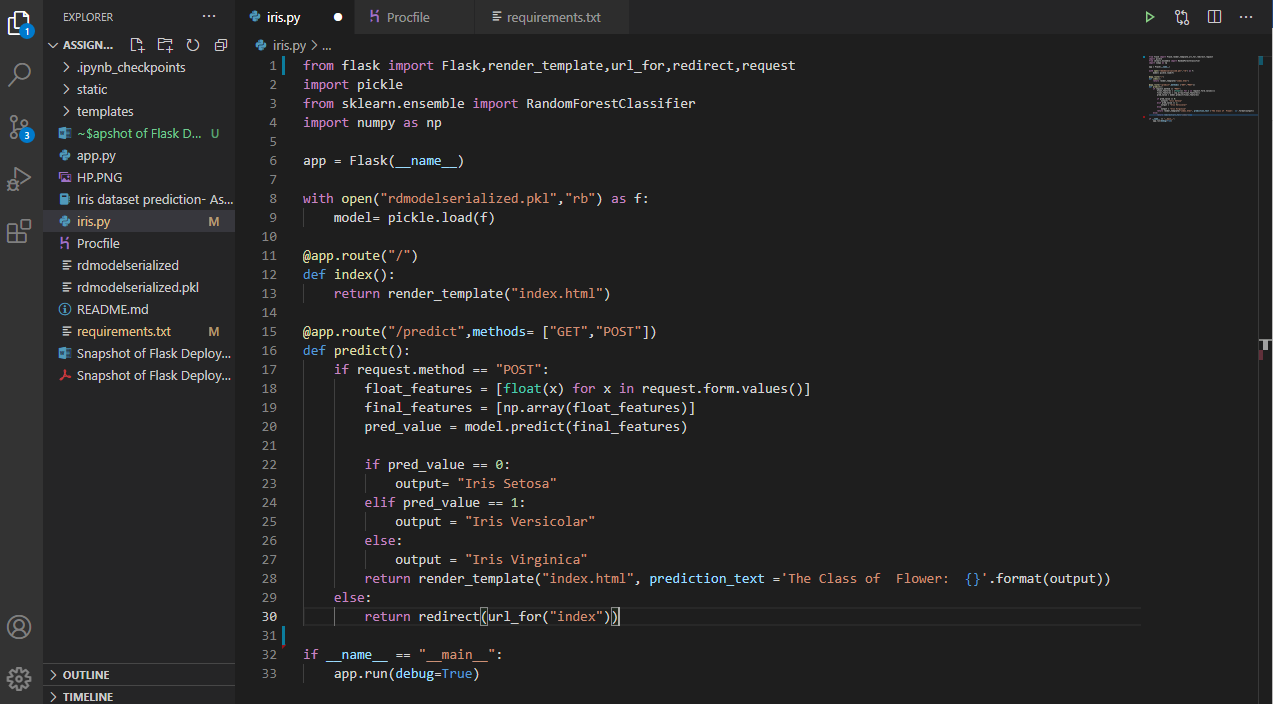 EXPLORER
ASSIGN...
.ipynb_checkpoints
static
templates
~$apshot of Flask D... U
app.py
HP.PNG
Iris dataset prediction- As...
iris.py M
Procfile
rdmodelserialized
rdmodelserialized.pkl
README.md
requirements.txt M
Snapshot of Flask Deploy...
Snapshot of Flask Deploy...
OUTLINE
TIMELINE
1
3
iris.py Procfile requirements.txt
iris.py > ...
1 from flask import Flask,render_template,url_for,redirect,request
2 import pickle
3 from sklearn.ensemble import RandomForestClassifier
4 import numpy as np
5
6 app = Flask(__name__)
7
8 with open("rdmodelserialized.pkl","rb") as f:
9     model= pickle.load(f)
10
11 @app.route("/")
12 def index():
13     return render_template("index.html")
14
15 @app.route("/predict",methods= ["GET","POST"])
16 def predict():
17     if request.method == "POST":
18         float_features = [float(x) for x in request.form.values()]
19         final_features = [np.array(float_features)]
20         pred_value = model.predict(final_features)
21
22         if pred_value == 0:
23             output= "Iris Setosa"
24         elif pred_value == 1:
25             output = "Iris Versicolar"
26         else:
27             output = "Iris Virginica"
28         return render_template("index.html", prediction_text ='The Class of  Flower:  {}'.format(output))
29     else:
30         return redirect(url_for("index"))
31
32 if __name__ == "__main__":
33     app.run(debug=True)